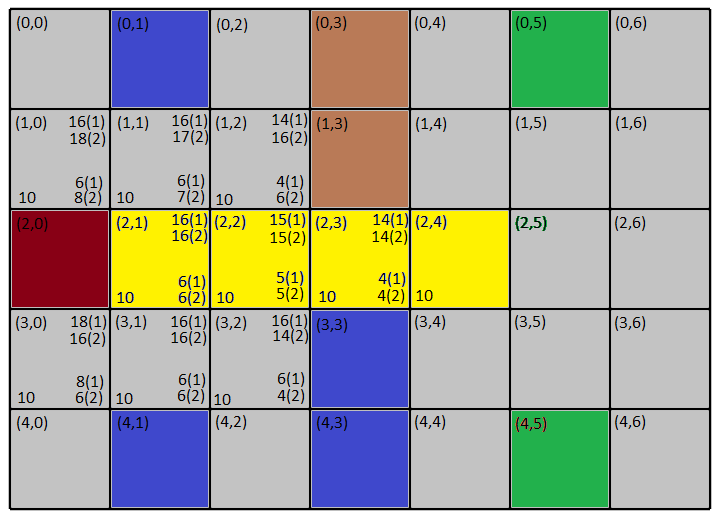 (0,0) (0,1) (0,2) (0,3) (0,4) (0,5) (0,6)
(1,0) 16(1) (1,1) 16(1) (1,2) 14(1) (1,3) (1,4) (1,5) (1,6)
18(2) 17(2) 16(2)
6(1) 6(1) 4(1)
10 8(2) 10 7(2) 10 6(2)
(2,0) (2,1) 16(1) (2,2) 15(1) (2,3) 14(1) (2,4) (2,5) (2,6)
16(2) 15(2) 14(2)
6(1) 5(1) 4(1)
10 6(2) 10 5(2) 10 4(2) 10
(3,0) 18(1) (3,1) 16(1) (3,2) 16(1) (3,3) (3,4) (3,5) (3,6)
16(2) 16(2) 14(2)
8(1) 6(1) 6(1)
10 6(2) 10 6(2) 10 4(2)
(4,0) (4,1) (4,2) (4,3) (4,4) (4,5) (4,6)